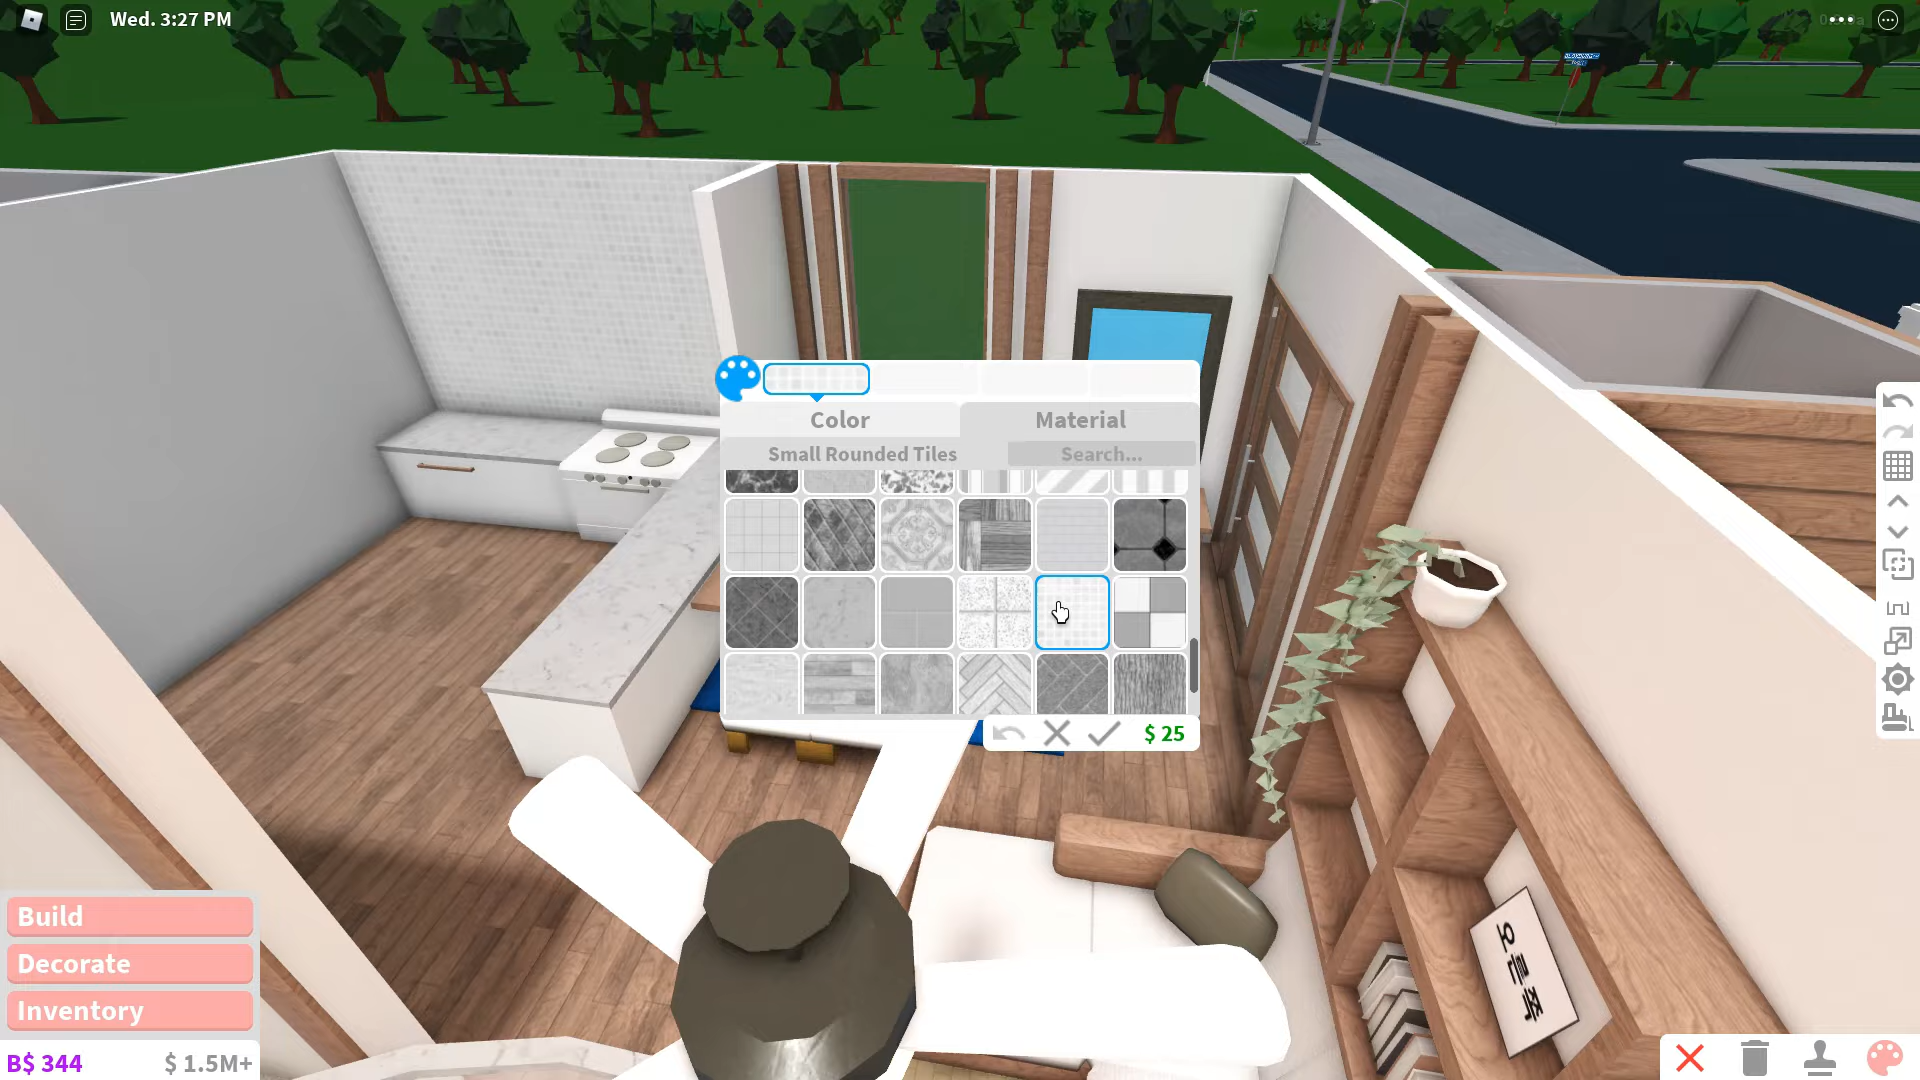 Wed. 3:27 PM
Color
Material
Small Rounded Tiles
Search...
$ 25
Build
Decorate
Inventory
B$ 344
$ 1.5M+